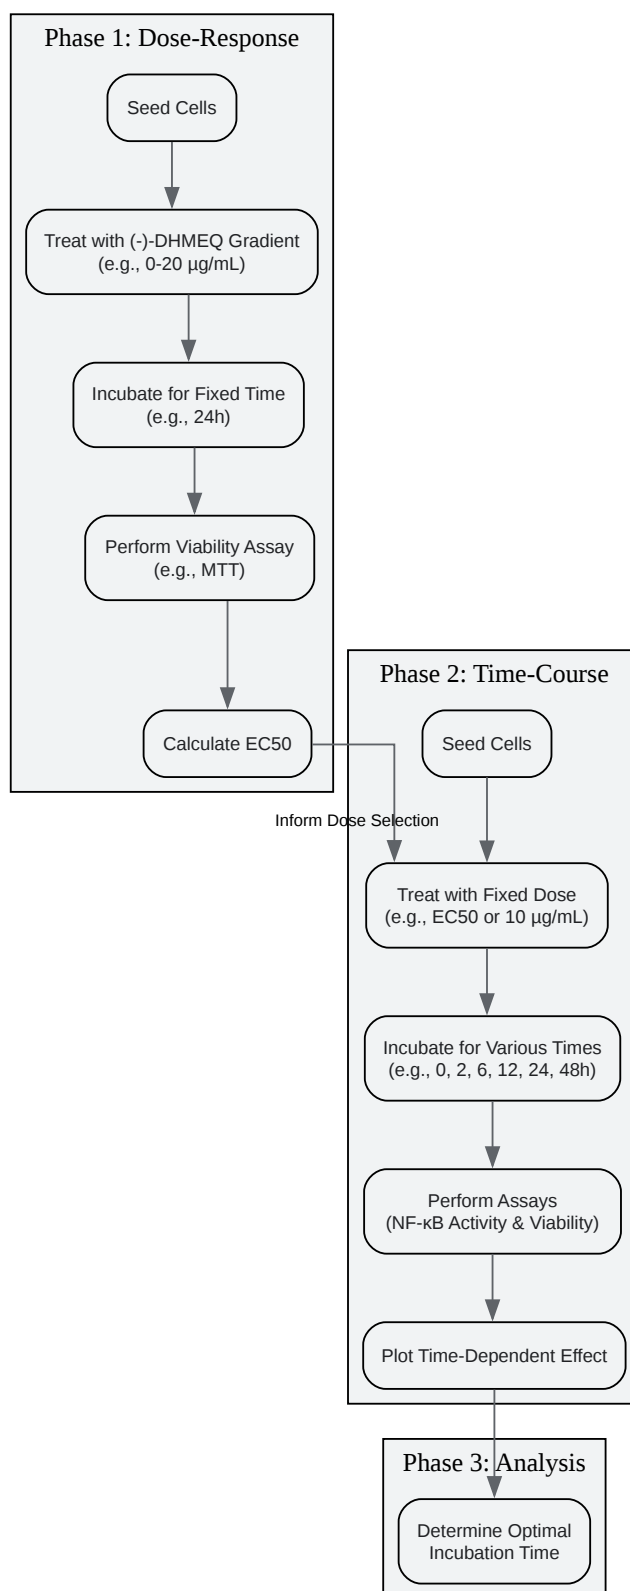 Phase 1: Dose-Response
Seed Cells
Treat with (-)-DHMEQ Gradient
(e.g., 0-20 µg/mL)
Incubate for Fixed Time
(e.g., 24h)
Perform Viability Assay
(e.g., MTT)
Calculate EC50
Inform Dose Selection
Phase 2: Time-Course
Seed Cells
Treat with Fixed Dose
(e.g., EC50 or 10 µg/mL)
Incubate for Various Times
(e.g., 0, 2, 6, 12, 24, 48h)
Perform Assays
(NF-κB Activity & Viability)
Plot Time-Dependent Effect
Phase 3: Analysis
Determine Optimal
Incubation Time